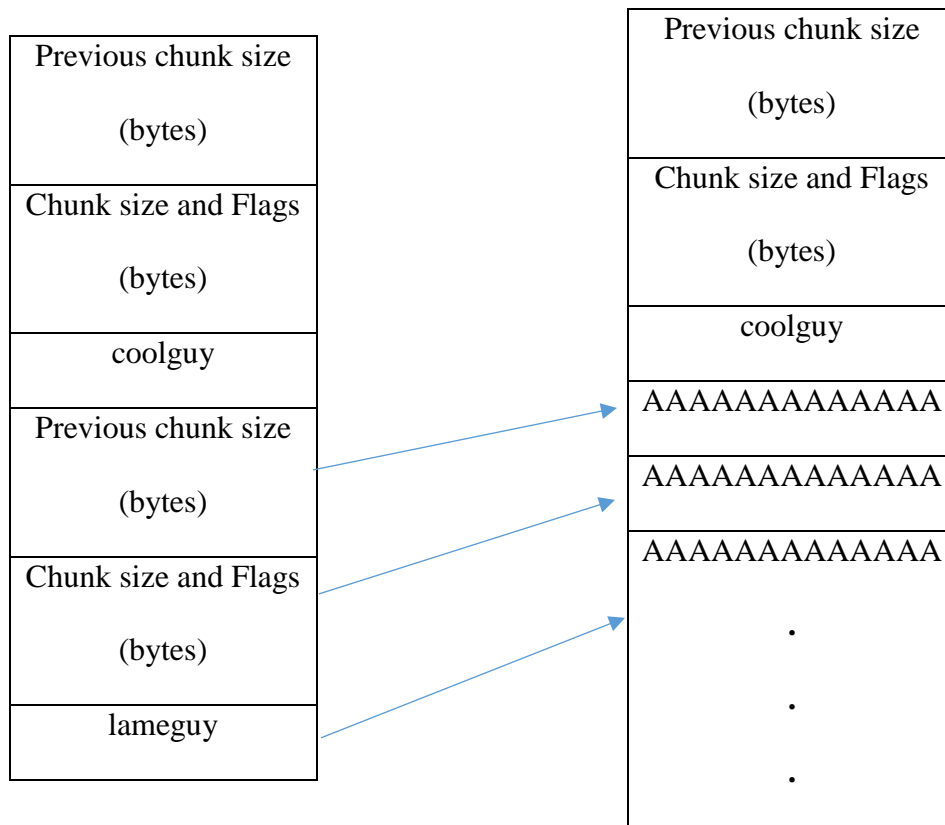 Previous chunk size
(bytes)
Chunk size and Flags
(bytes)
coolguy
Previous chunk size
(bytes)
Chunk size and Flags
(bytes)
lameguy
Previous chunk size
(bytes)
Chunk size and Flags
(bytes)
coolguy
AAAAAAAAAAAAA
AAAAAAAAAAAAA
AAAAAAAAAAAAA
.
.
.